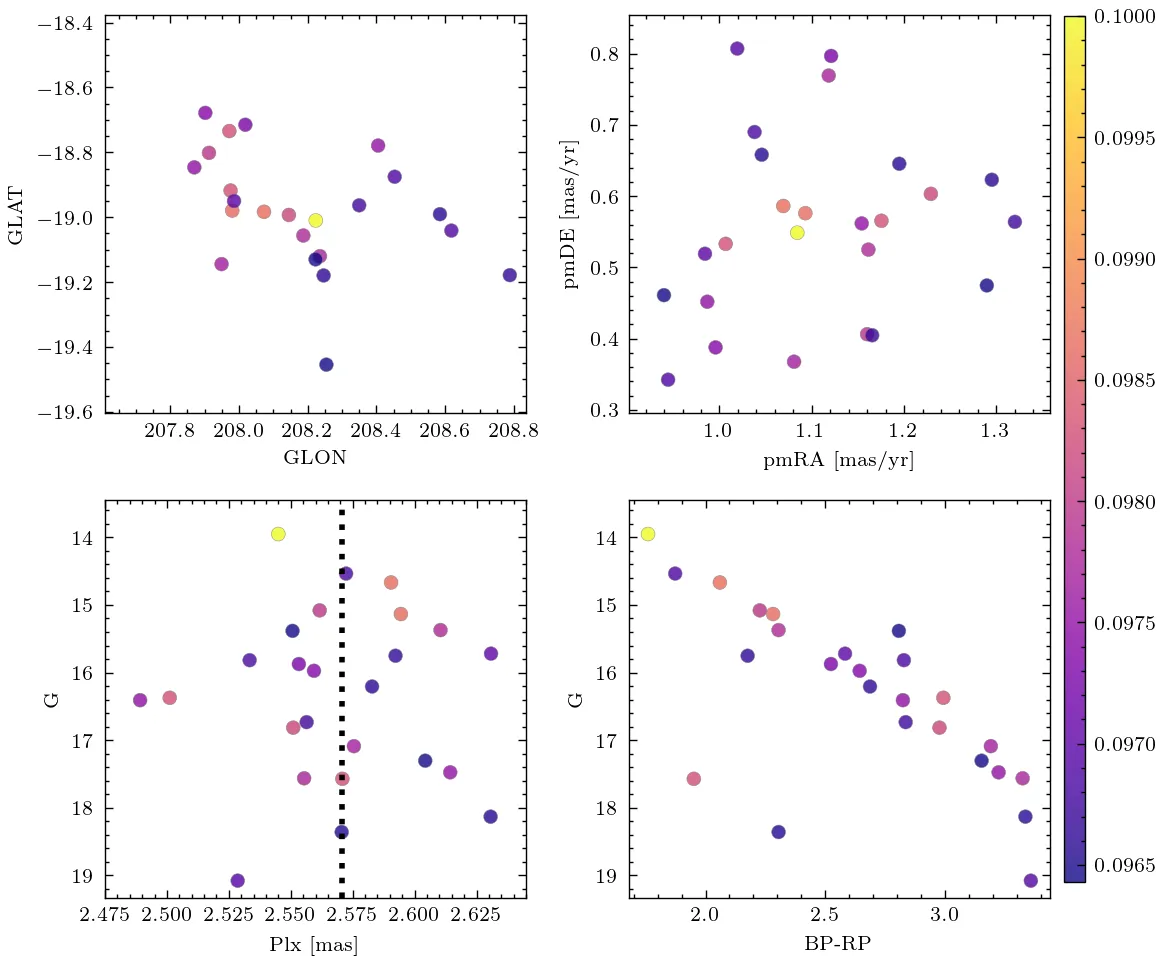 −18.4
−18.6
−18.8
−19.0
−19.2
−19.4
−19.6
GLAT
207.8 208.0 208.2 208.4 208.6 208.8
GLON
0.8
0.7
0.6
0.5
0.4
0.3
pmDE [mas/yr]
1.0 1.1 1.2 1.3
pmRA [mas/yr]
14
15
16
17
18
19
G
2.475 2.500 2.525 2.550 2.575 2.600 2.625
Plx [mas]
14
15
16
17
18
19
G
2.0 2.5 3.0
BP-RP
0.1000
0.0995
0.0990
0.0985
0.0980
0.0975
0.0970
0.0965